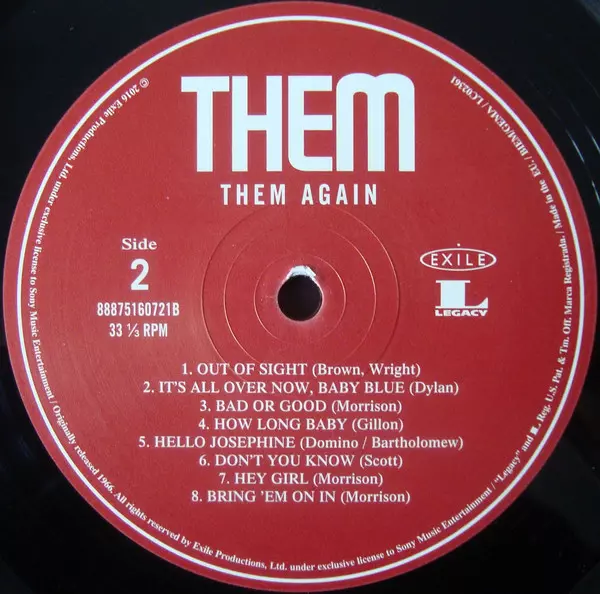 THEM
THEM AGAIN
Side
2
88875160721B
33 ⅓ RPM
EXILE
L
LEGACY
1. OUT OF SIGHT (Brown, Wright)
2. IT'S ALL OVER NOW, BABY BLUE (Dylan)
3. BAD OR GOOD (Morrison)
4. HOW LONG BABY (Gillon)
5. HELLO JOSEPHINE (Domino / Bartholomew)
6. DON'T YOU KNOW (Scott)
7. HEY GIRL (Morrison)
8. BRING 'EM ON IN (Morrison)
© 2016 Exile Productions, Ltd. under exclusive license to Sony Music Entertainment / Originally released 1966. All rights reserved by Exile Productions, Ltd. under exclusive license to Sony Music Entertainment / "Legacy" and L Reg. U.S. Pat. & Tm. Off. Marca Registrada. / Made in the EU. / BIEM/GEMA / LC02361